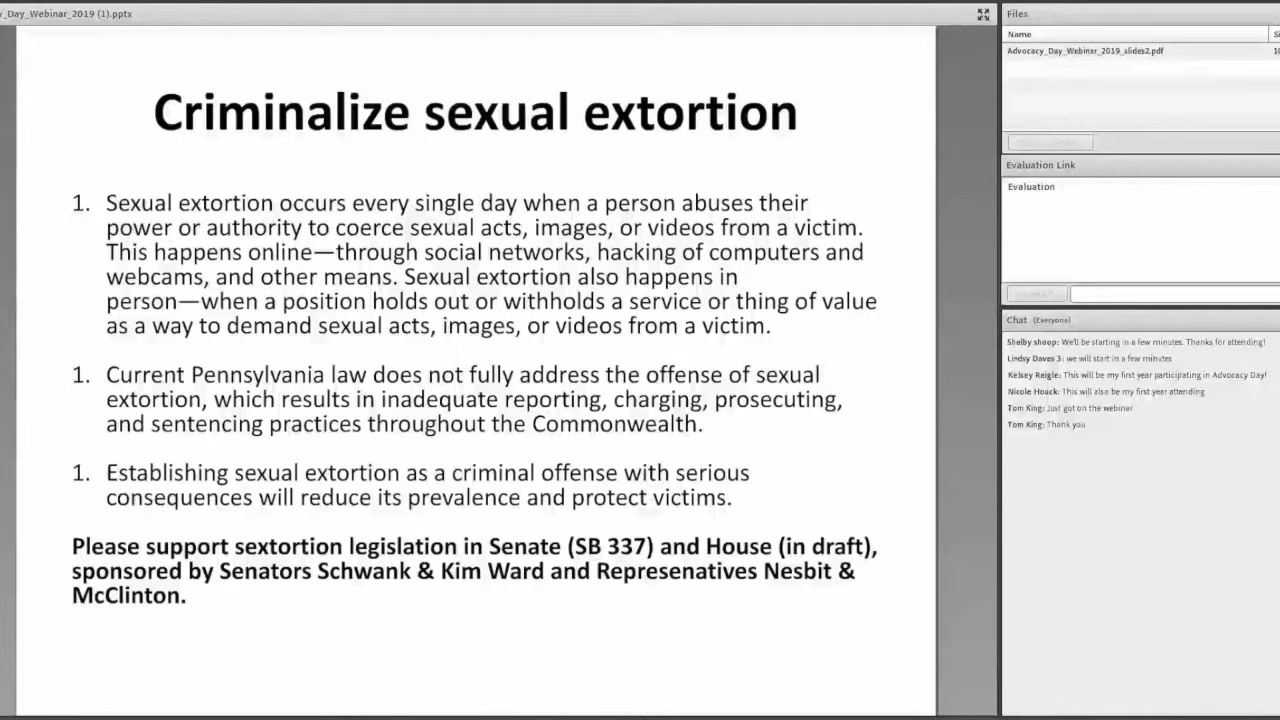 _Day_Webinar_2019 (1).pptx
Criminalize sexual extortion
1. Sexual extortion occurs every single day when a person abuses their
power or authority to coerce sexual acts, images, or videos from a victim.
This happens online—through social networks, hacking of computers and
webcams, and other means. Sexual extortion also happens in
person—when a position holds out or withholds a service or thing of value
as a way to demand sexual acts, images, or videos from a victim.
1. Current Pennsylvania law does not fully address the offense of sexual
extortion, which results in inadequate reporting, charging, prosecuting,
and sentencing practices throughout the Commonwealth.
1. Establishing sexual extortion as a criminal offense with serious
consequences will reduce its prevalence and protect victims.
Please support sextortion legislation in Senate (SB 337) and House (in draft),
sponsored by Senators Schwank & Kim Ward and Represenatives Nesbit &
McClinton.
Files
Name
Advocacy_Day_Webinar_2019_slides2.pdf
Evaluation Link
Evaluation
Chat (Everyone)
Shelby shoop: We'll be starting in a few minutes. Thanks for attending!
Lindsy Daves 3: we will start in a few minutes
Kelsey Reigle: This will be my first year participating in Advocacy Day!
Nicole Houck: This will also be my first year attending
Tom King: Just got on the webinar
Tom King: Thank you